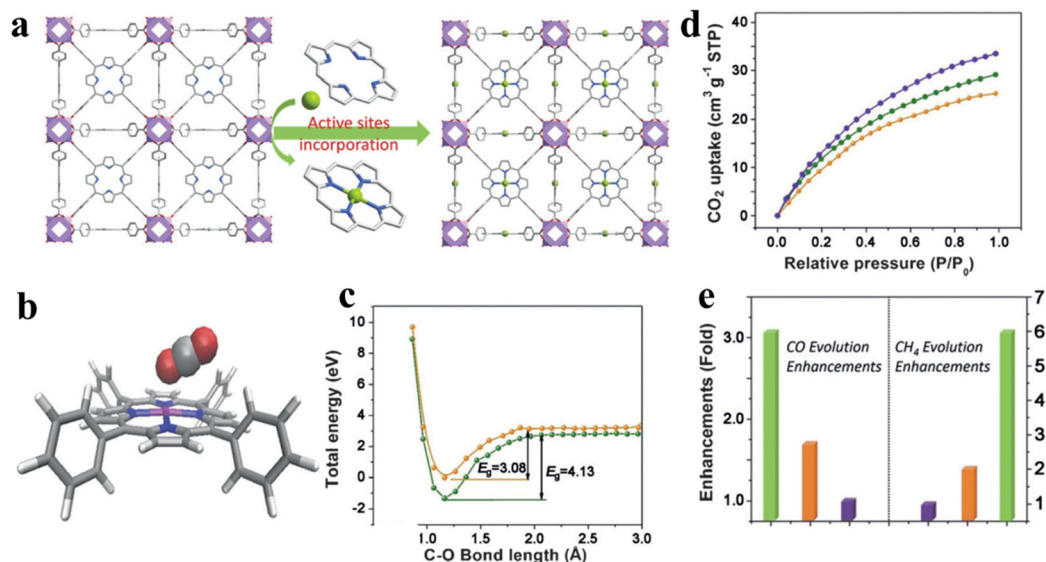 a
Active sites
incorporation
b
c
Total energy (eV)
10
8
6
4
2
0
-2
Eg=3.08
Eg=4.13
1.0 1.5 2.0 2.5 3.0
C-O Bond length (Å)
d
CO₂ uptake (cm³ g⁻¹ STP)
40
30
20
10
0
0.0 0.2 0.4 0.6 0.8 1.0
Relative pressure (P/P₀)
e
Enhancements (Fold)
3.0
2.0
1.0
CO Evolution
Enhancements
CH₄ Evolution
Enhancements
7
6
5
4
3
2
1